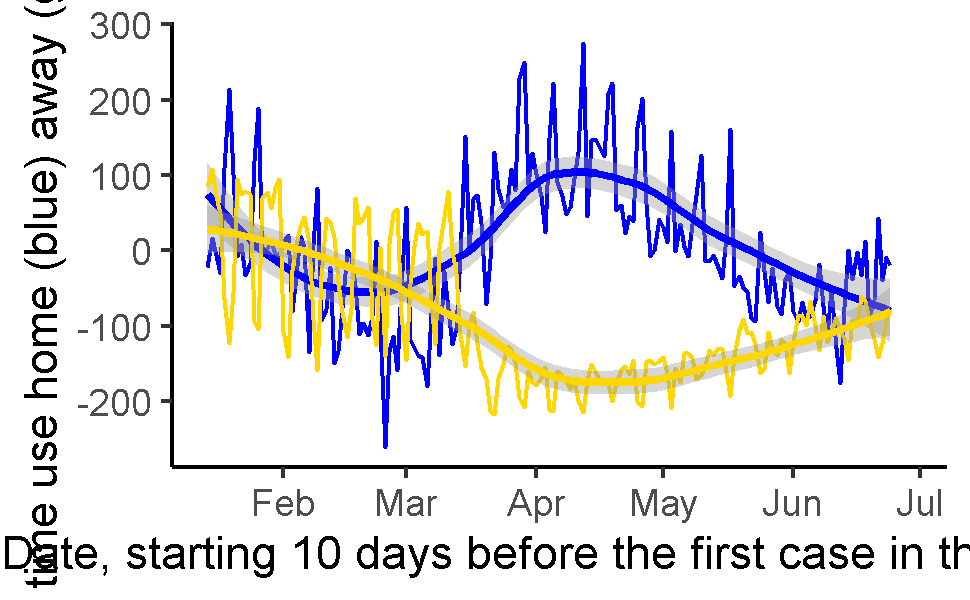 time use home (blue) away (
300
200
100
0
-100
-200
Feb Mar Apr May Jun Jul
Date, starting 10 days before the first case in th